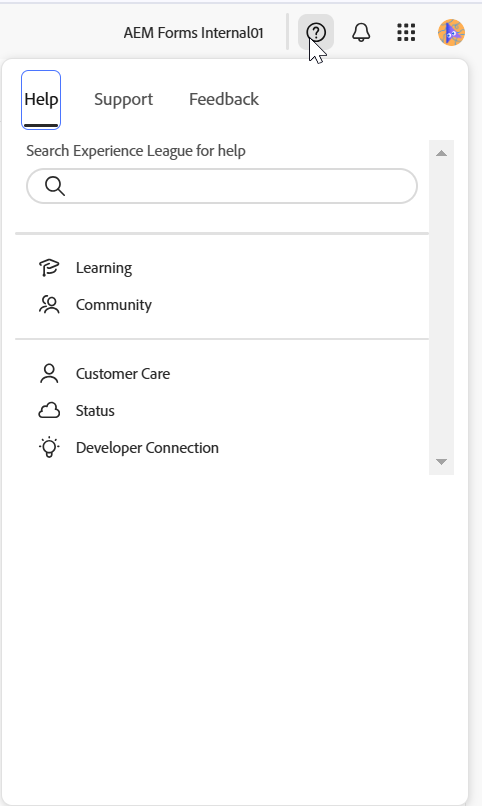 AEM Forms Internal01
Help Support Feedback
Search Experience League for help
Learning
Community
Customer Care
Status
Developer Connection